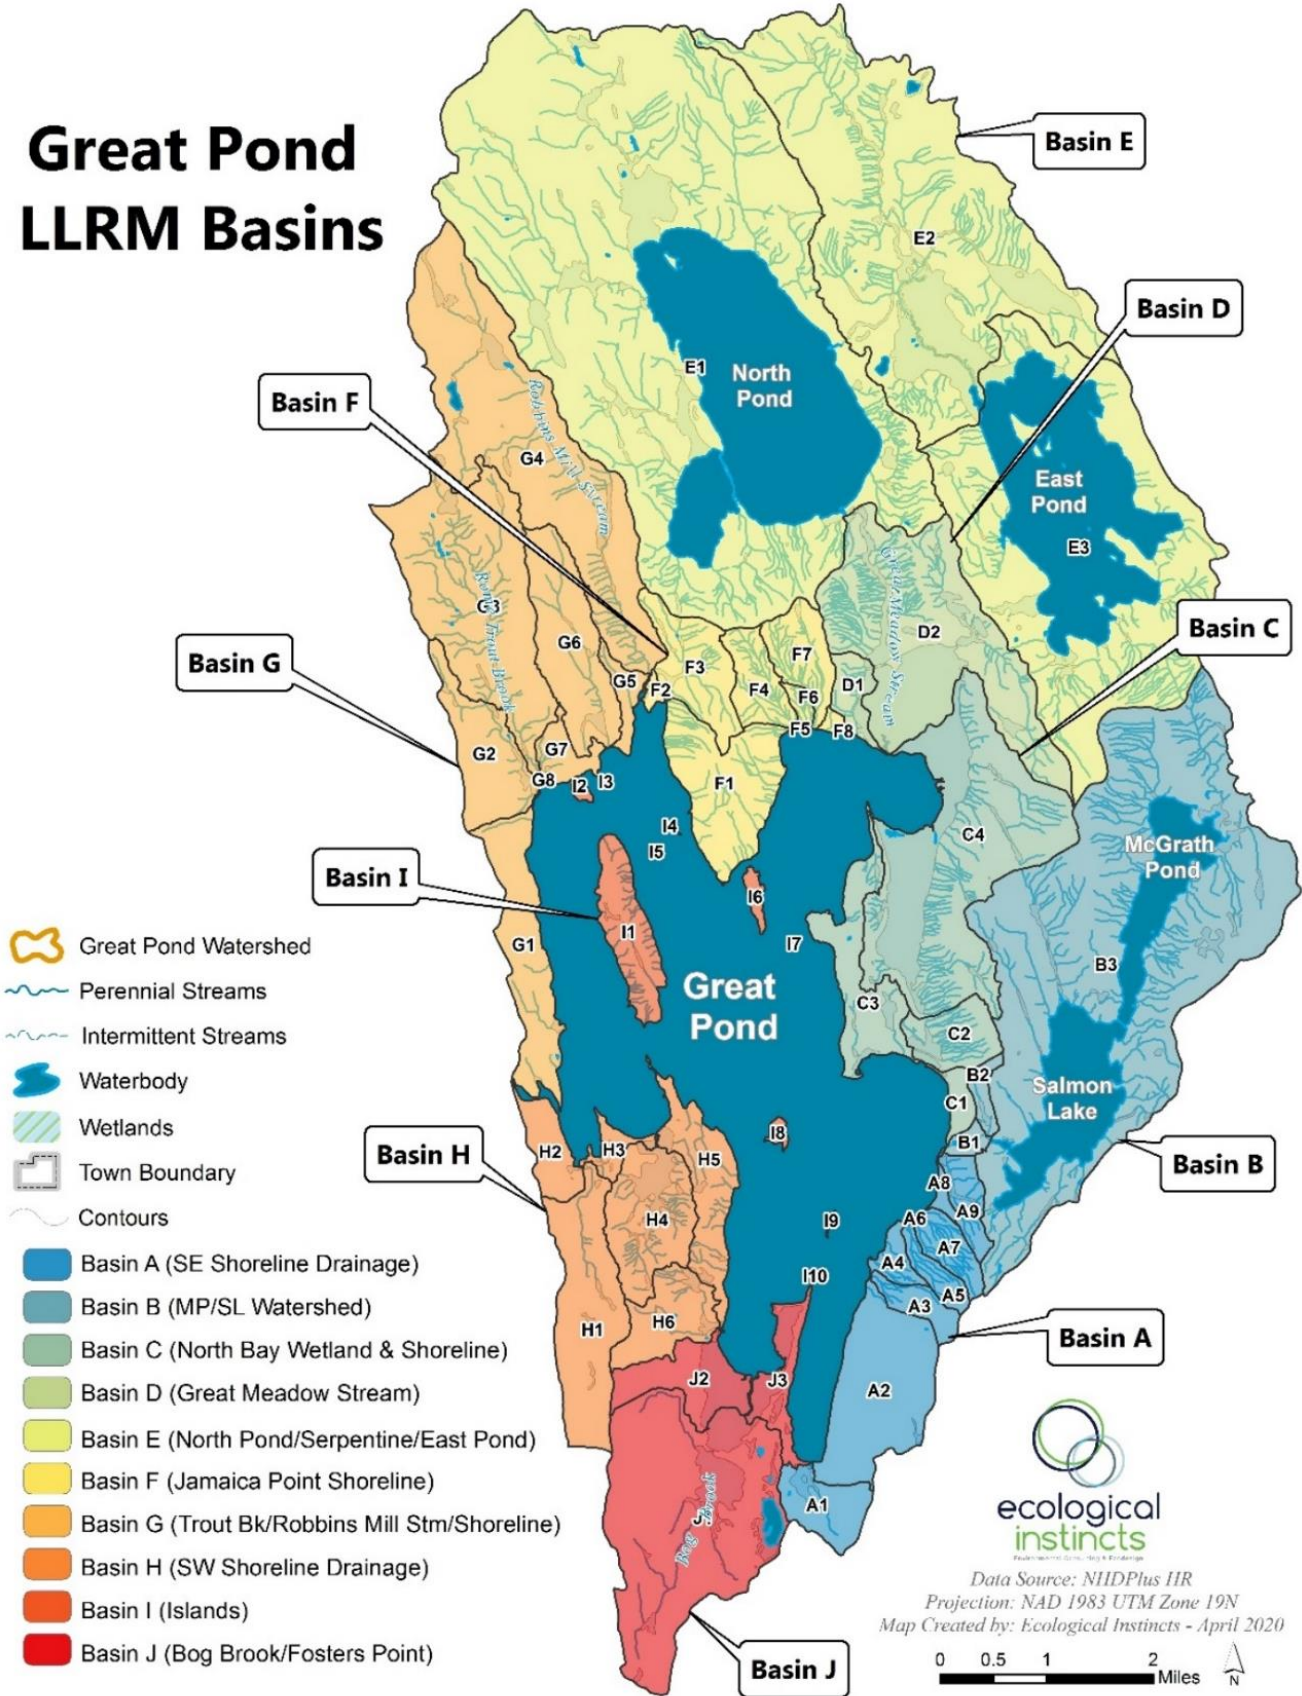 Great Pond
LLRM Basins
Basin E
E2
Basin D
Basin F
E1
North
Pond
Robbins Mill Stream
G4
East
Pond
E3
Great Meadow Stream
Basin C
G3
Trout Brook
G6
D2
F7
Basin G
F3
G5
F2
F4
F6
D1
F5
F8
G2
G7
G8
I2
I3
F1
I4
I5
C4
McGrath
Pond
Basin I
I6
I1
I7
G1
B3
Great
Pond
C3
C2
Great Pond Watershed
Perennial Streams
Intermittent Streams
Waterbody
Wetlands
Town Boundary
Contours
B2
C1
Salmon
Lake
I8
B1
Basin H
H2
H3
H5
Basin B
A8
A9
H4
A6
I9
A7
A4
I10
A5
A3
H6
H1
Basin A
J2
J3
A2
A1
Bog Brook
Basin J
Basin A (SE Shoreline Drainage)
Basin B (MP/SL Watershed)
Basin C (North Bay Wetland & Shoreline)
Basin D (Great Meadow Stream)
Basin E (North Pond/Serpentine/East Pond)
Basin F (Jamaica Point Shoreline)
Basin G (Trout Bk/Robbins Mill Stm/Shoreline)
Basin H (SW Shoreline Drainage)
Basin I (Islands)
Basin J (Bog Brook/Fosters Point)
ecological
instincts
Data Source: NHDPlus HR
Projection: NAD 1983 UTM Zone 19N
Map Created by: Ecological Instincts - April 2020
0 0.5 1 2
Miles
N